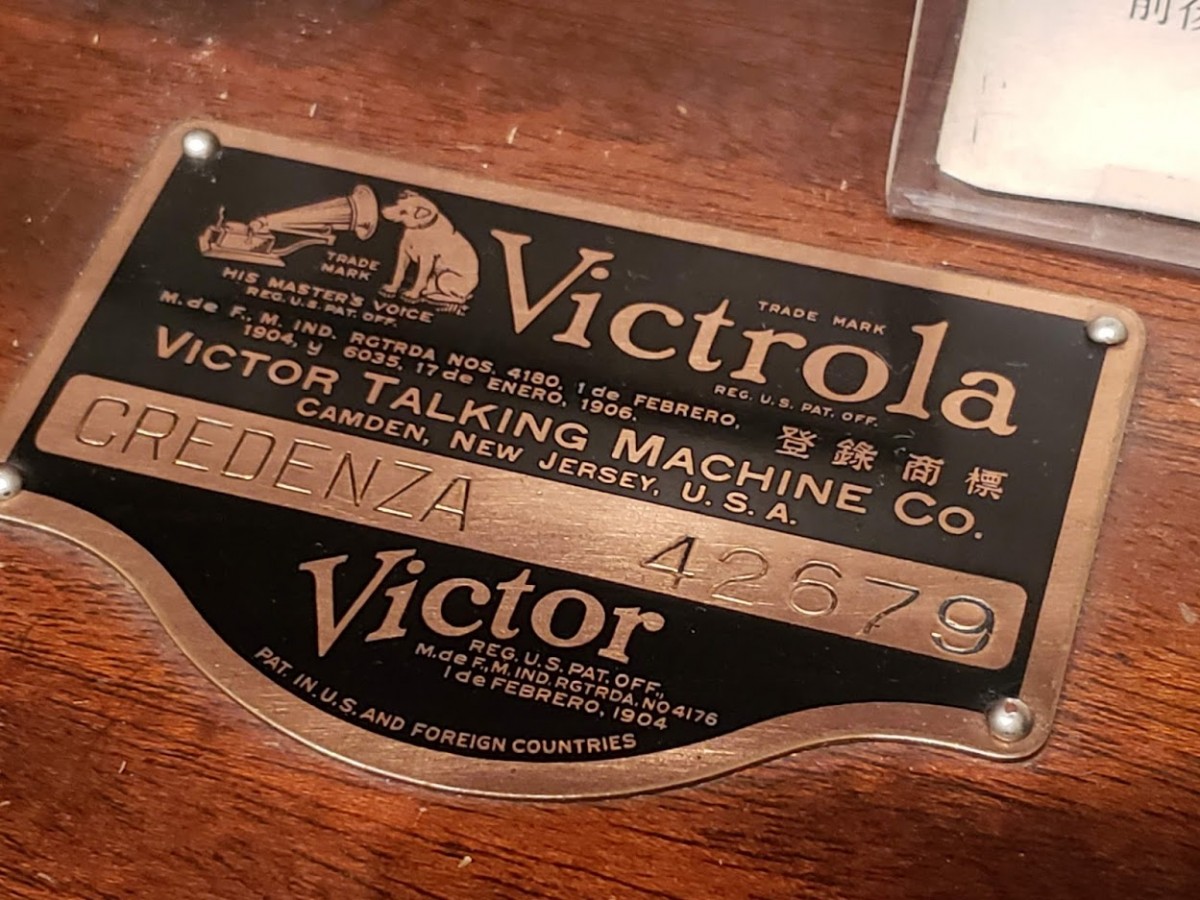 前後
TRADE
MARK
HIS MASTER'S VOICE
REG. U.S. PAT. OFF.
Victrola
TRADE MARK
REG. U. S. PAT. OFF.
M. de F., M. IND. RGTRDA NOS. 4180, 1 de FEBRERO,
1904, y 6035, 17 de ENERO, 1906.
登錄商標
VICTOR TALKING MACHINE CO.
CAMDEN, NEW JERSEY, U. S. A.
CREDENZA 42679
Victor
REG. U. S. PAT. OFF.,
M. de F., M. IND. RGTRDA, NO 4176
1 de FEBRERO, 1904
PAT. IN U.S. AND FOREIGN COUNTRIES